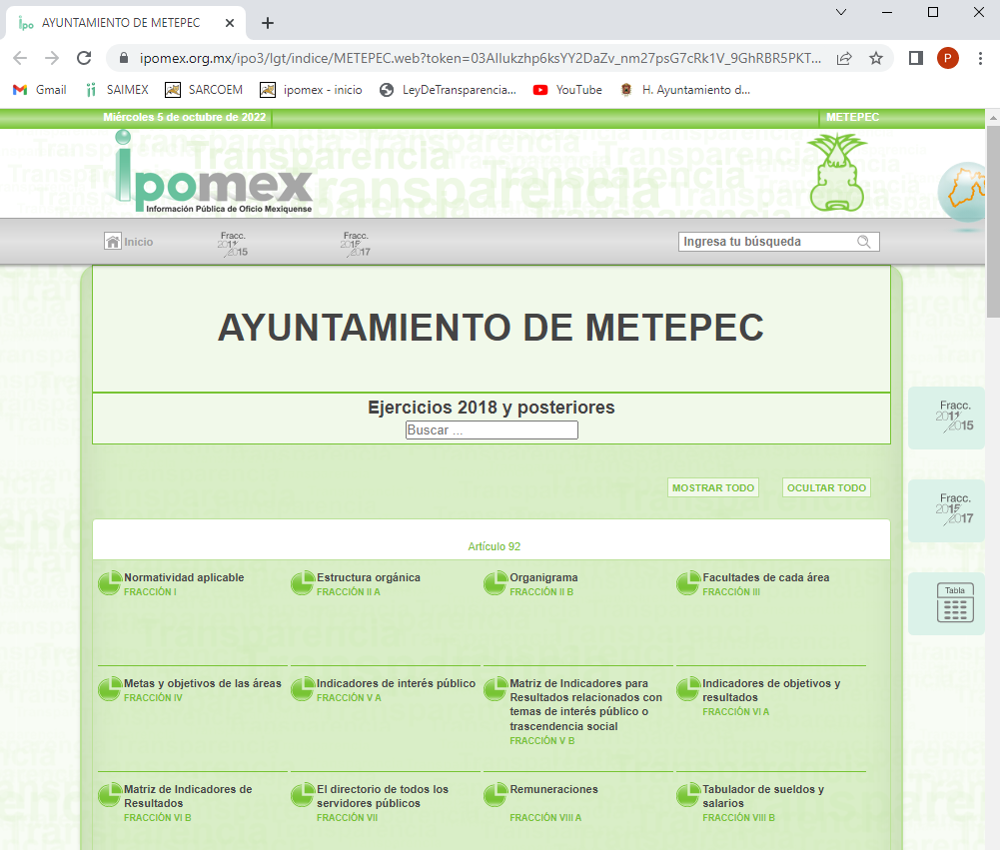 ipo AYUNTAMIENTO DE METEPEC
ipomex.org.mx/ipo3/lgt/indice/METEPEC.web?token=03AIIukzhp6ksYY2DaZv_nm27psG7cRk1V_9GhRBR5PKT...
P
Gmail SAIMEX SARCOEM ipomex - inicio LeyDeTransparencia... YouTube H. Ayuntamiento d...
Miércoles 5 de octubre de 2022 METEPEC
Transparencia
ipomex
Información Pública de Oficio Mexiquense
Inicio
Fracc.
2015
Fracc.
2015
2017
Ingresa tu búsqueda
AYUNTAMIENTO DE METEPEC
Ejercicios 2018 y posteriores
Buscar ...
Fracc.
2015
MOSTRAR TODO OCULTAR TODO
Fracc.
2015
2017
Artículo 92
Normatividad aplicable
FRACCIÓN I
Estructura orgánica
FRACCIÓN II A
Organigrama
FRACCIÓN II B
Facultades de cada área
FRACCIÓN III
Tabla
Metas y objetivos de las áreas
FRACCIÓN IV
Indicadores de interés público
FRACCIÓN V A
Matriz de Indicadores para
Resultados relacionados con
temas de interés público o
trascendencia social
FRACCIÓN V B
Indicadores de objetivos y
resultados
FRACCIÓN VI A
Matriz de Indicadores de
Resultados
FRACCIÓN VI B
El directorio de todos los
servidores públicos
FRACCIÓN VII
Remuneraciones
FRACCIÓN VIII A
Tabulador de sueldos y
salarios
FRACCIÓN VIII B